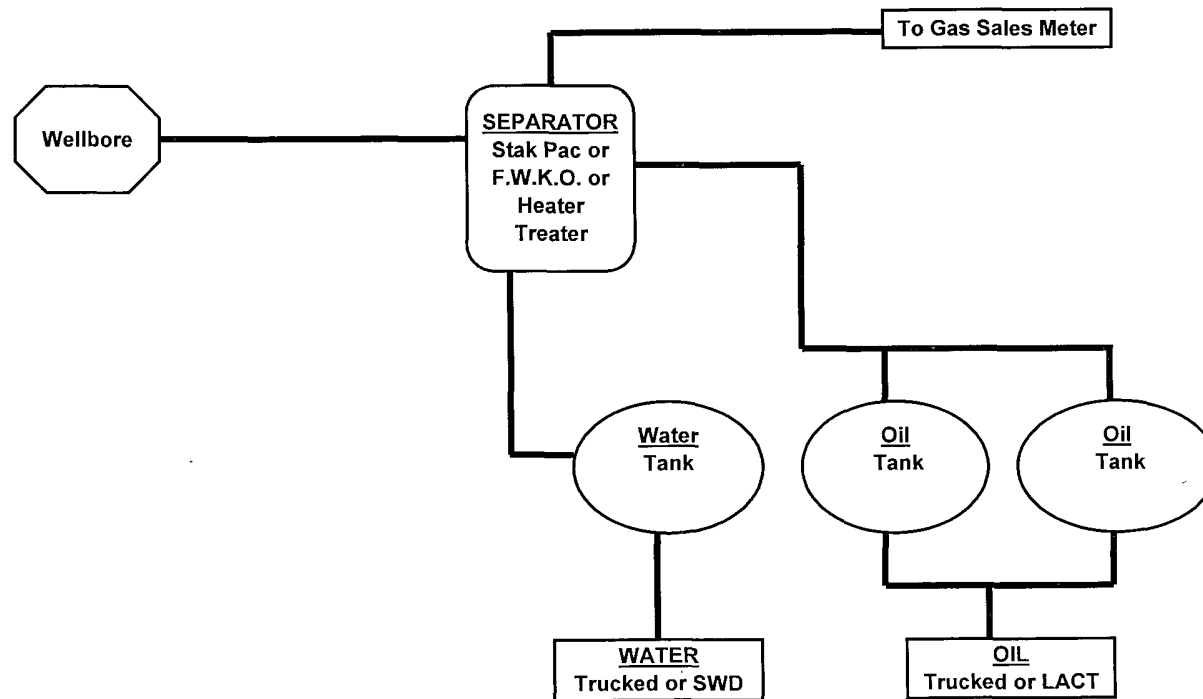 To Gas Sales Meter
Wellbore
SEPARATOR
Stak Pac or
F.W.K.O. or
Heater
Treater
Water
Tank
Oil
Tank
Oil
Tank
WATER
Trucked or SWD
OIL
Trucked or LACT